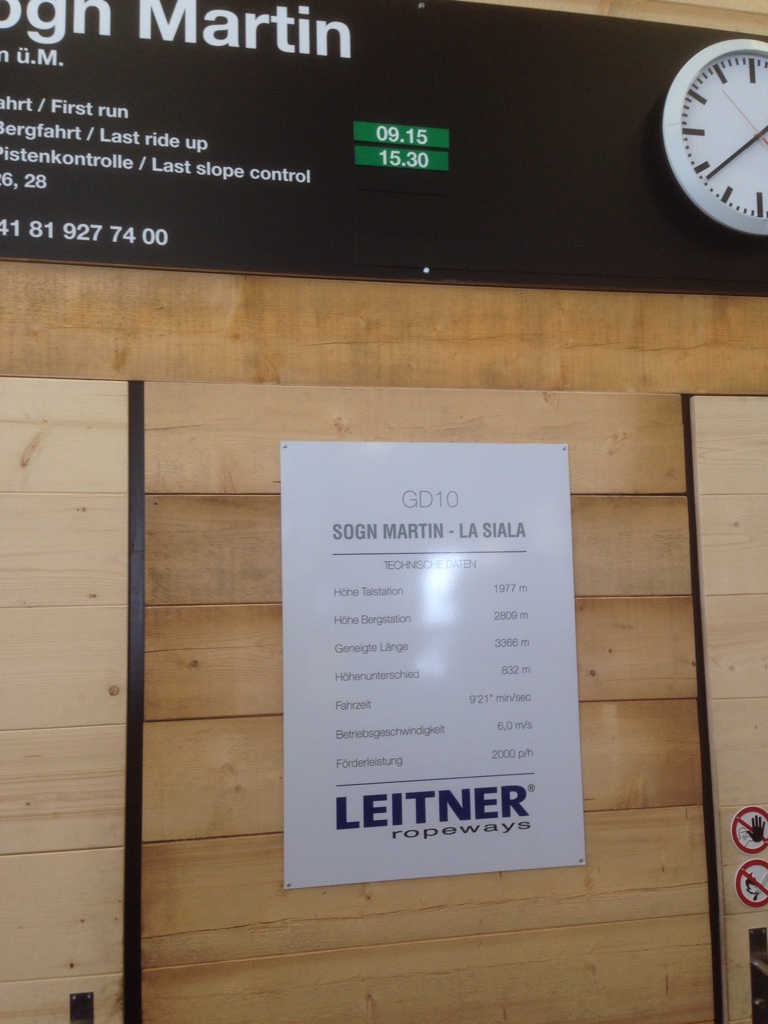 ogn Martin
m ü.M.
ahrt / First run
09.15
Bergfahrt / Last ride up
15.30
Pistenkontrolle / Last slope control
26, 28
41 81 927 74 00
GD10
SOGN MARTIN - LA SIALA
TECHNISCHE DATEN
Höhe Talstation 1977 m
Höhe Bergstation 2809 m
Geneigte Länge 3366 m
Höhenunterschied 832 m
Fahrzeit 9'21" min/sec
Betriebsgeschwindigkeit 6,0 m/s
Förderleistung 2000 p/h
LEITNER®
ropeways